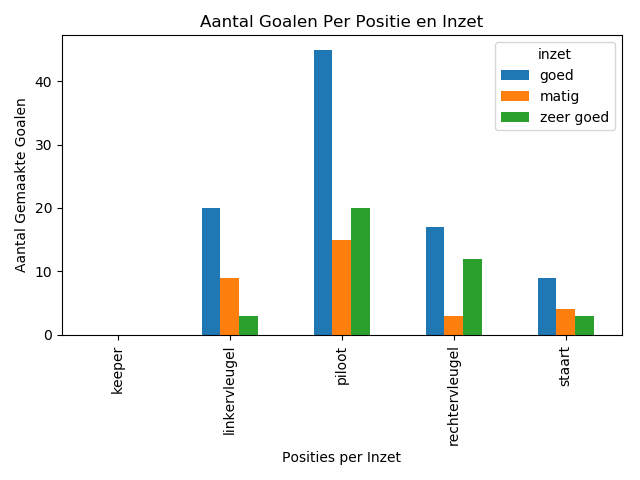 Aantal Goalen Per Positie en Inzet
inzet
goed
matig
zeer goed
Aantal Gemaakte Goalen
40
30
20
10
0
keeper
linkervleugel
piloot
rechtervleugel
staart
Posities per Inzet